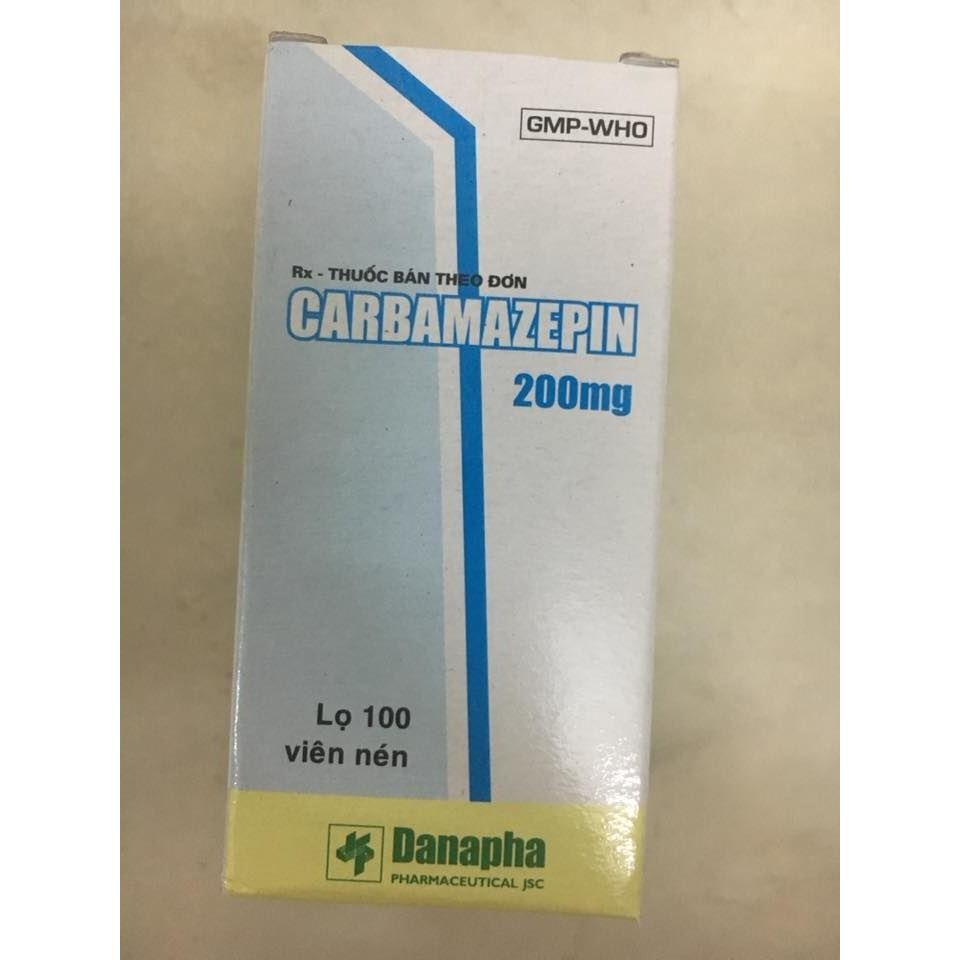 GMP-WHO
Rx - THUỐC BÁN THEO ĐƠN
CARBAMAZEPIN
200mg
Lọ 100
viên nén
Danapha
PHARMACEUTICAL JSC